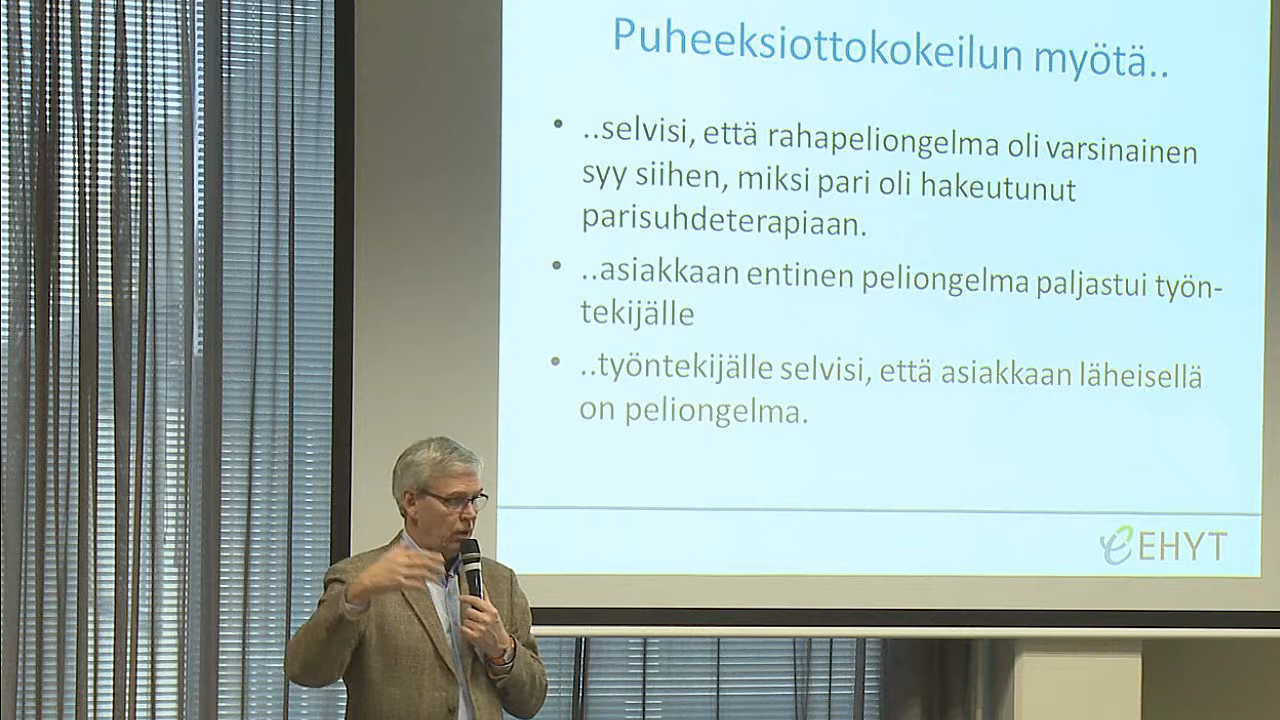 Puheeksiottokokeilun myötä..
• ..selvisi, että rahapeliongelma oli varsinainen
syy siihen, miksi pari oli hakeutunut
parisuhdeterapiaan.
• ..asiakkaan entinen peliongelma paljastui työn-
tekijälle
• ..työntekijälle selvisi, että asiakkaan läheisellä
on peliongelma.
EHYT